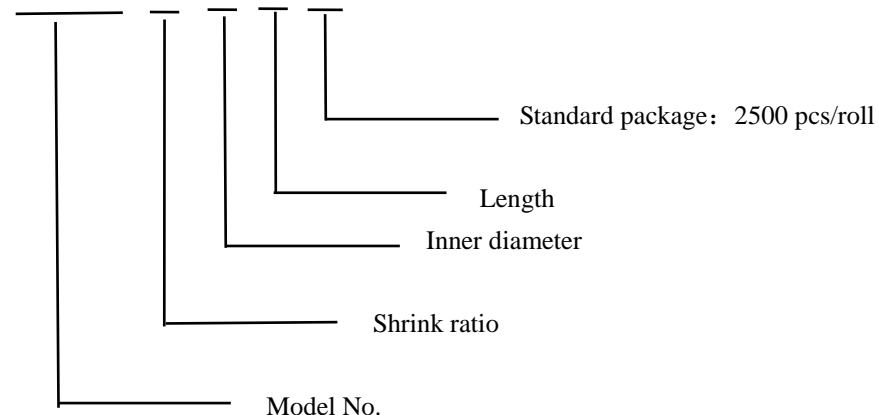 Standard package：2500 pcs/roll
Length
Inner diameter
Shrink ratio
Model No.